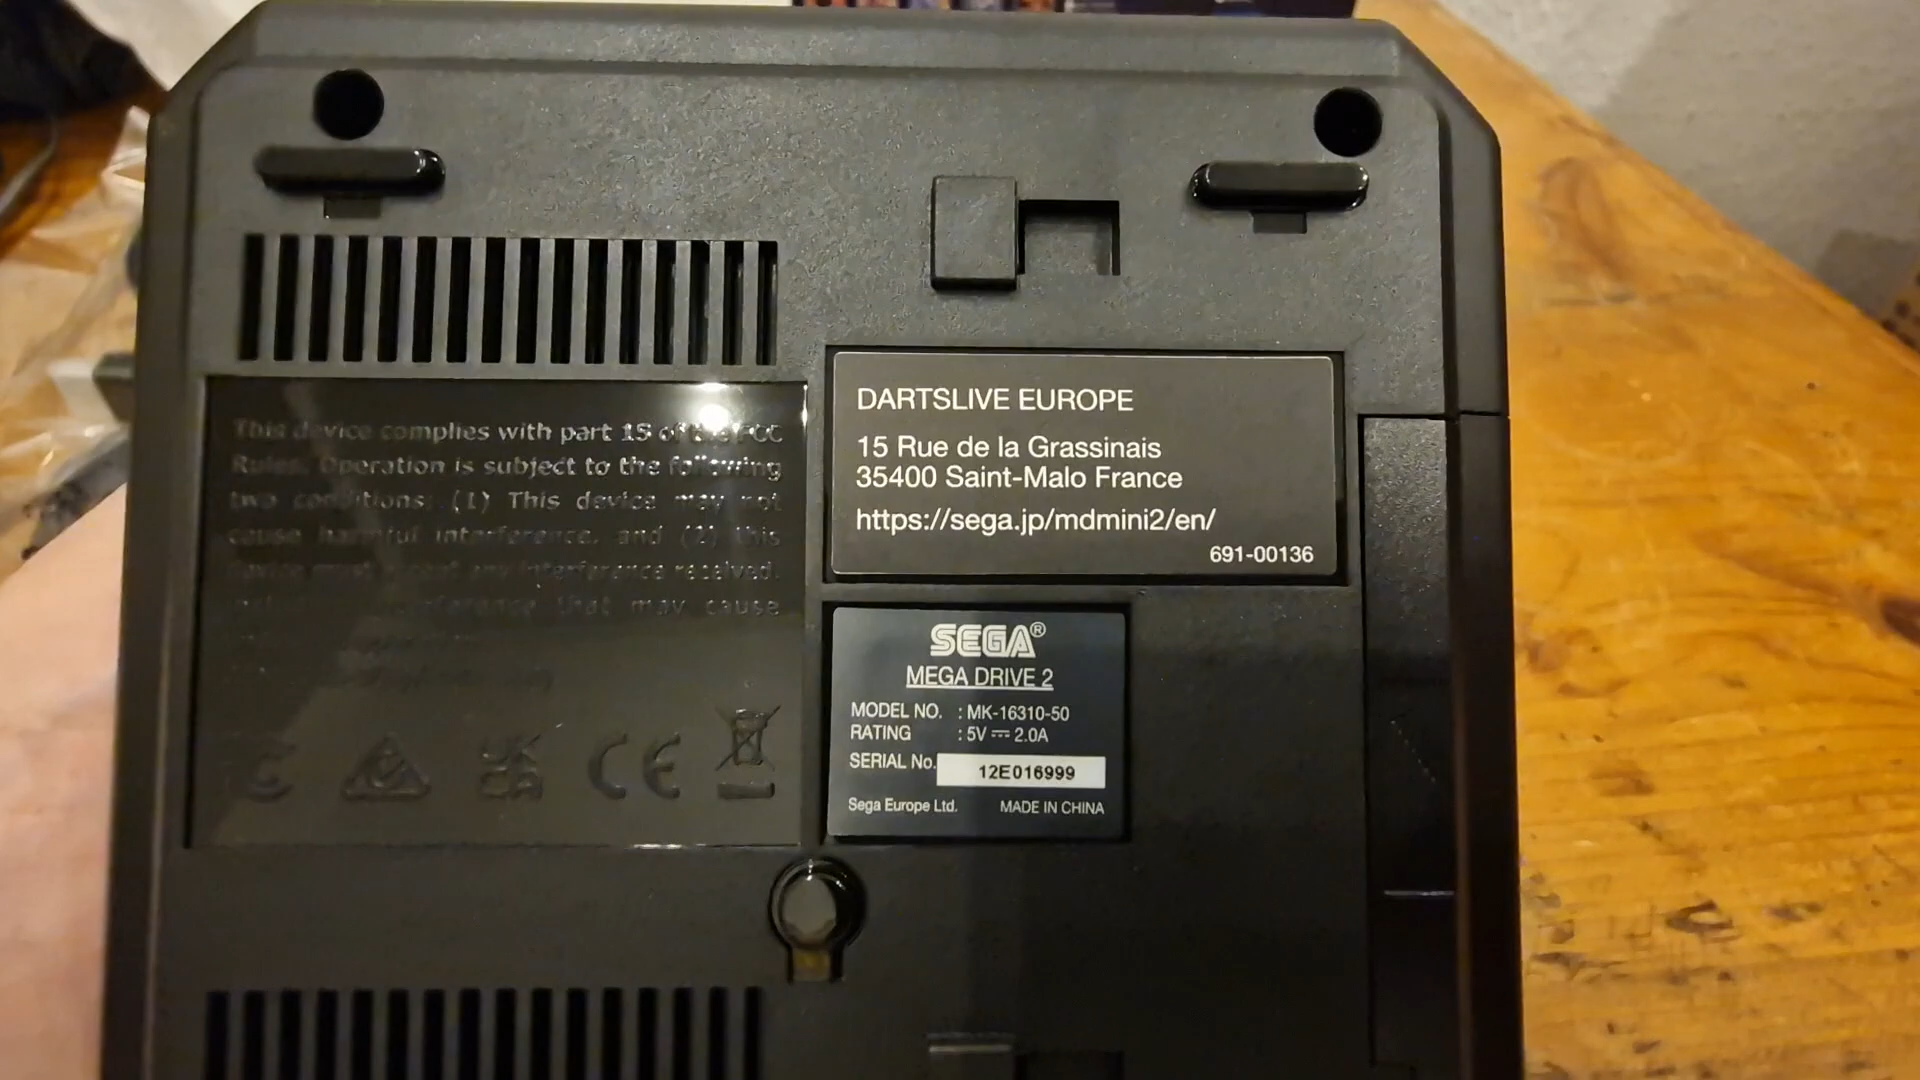 This device complies with part 15 of the FCC
Rules. Operation is subject to the following
two conditions: (1) This device may not
cause harmful interference, and (2) this
device must accept any interference received,
interference that may cause
DARTSLIVE EUROPE
15 Rue de la Grassinais
35400 Saint-Malo France
https://sega.jp/mdmini2/en/
691-00136
SEGA®
MEGA DRIVE 2
MODEL NO. : MK-16310-50
RATING : 5V ⎓ 2.0A
SERIAL No. 12E016999
Sega Europe Ltd. MADE IN CHINA